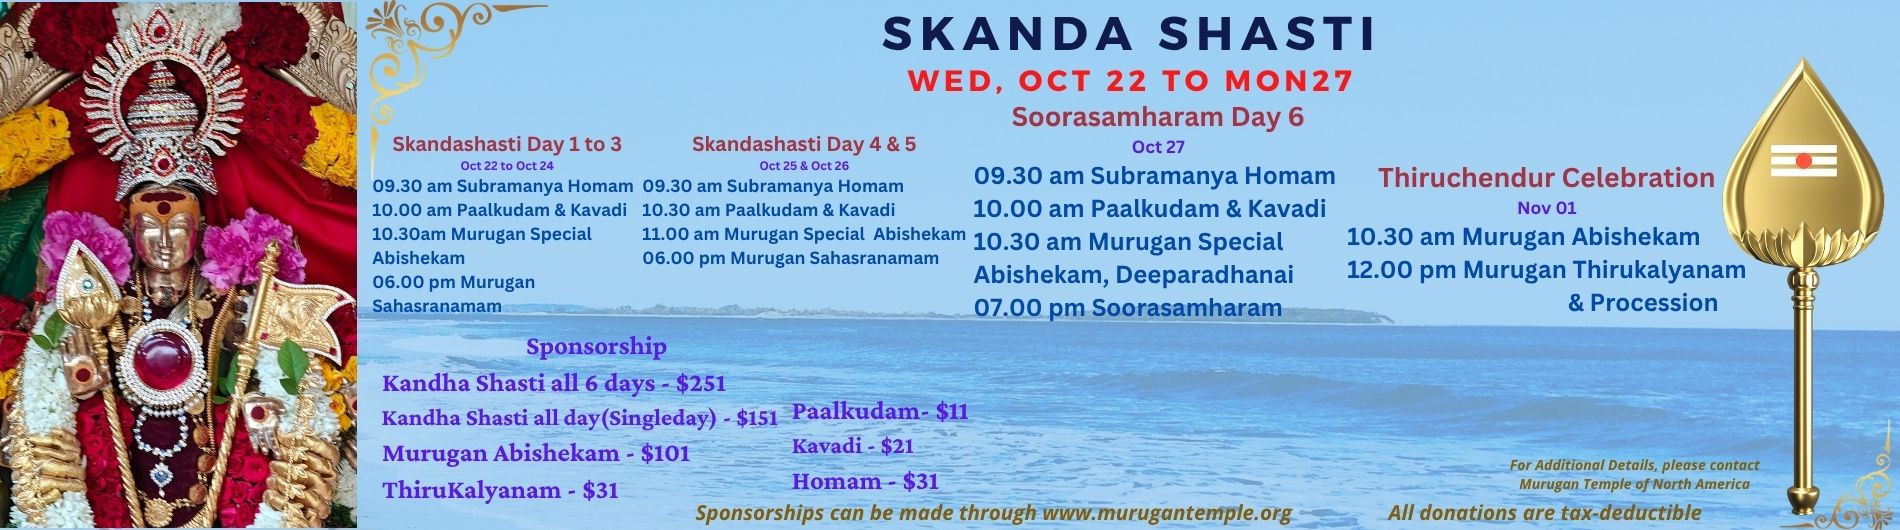 SKANDA SHASTI
WED, OCT 22 TO MON27
Skandashasti Day 1 to 3
Oct 22 to Oct 24
09.30 am Subramanya Homam
10.00 am Paalkudam & Kavadi
10.30am Murugan Special
Abishekam
06.00 pm Murugan
Sahasranamam
Skandashasti Day 4 & 5
Oct 25 & Oct 26
09.30 am Subramanya Homam
10.30 am Paalkudam & Kavadi
11.00 am Murugan Special Abishekam
06.00 pm Murugan Sahasranamam
Soorasamharam Day 6
Oct 27
09.30 am Subramanya Homam
10.00 am Paalkudam & Kavadi
10.30 am Murugan Special
Abishekam, Deeparadhanai
07.00 pm Soorasamharam
Thiruchendur Celebration
Nov 01
10.30 am Murugan Abishekam
12.00 pm Murugan Thirukalyanam
& Procession
Sponsorship
Kandha Shasti all 6 days - $251
Kandha Shasti all day(Singleday) - $151
Murugan Abishekam - $101
ThiruKalyanam - $31
Paalkudam- $11
Kavadi - $21
Homam - $31
For Additional Details, please contact
Murugan Temple of North America
Sponsorships can be made through www.murugantemple.org
All donations are tax-deductible